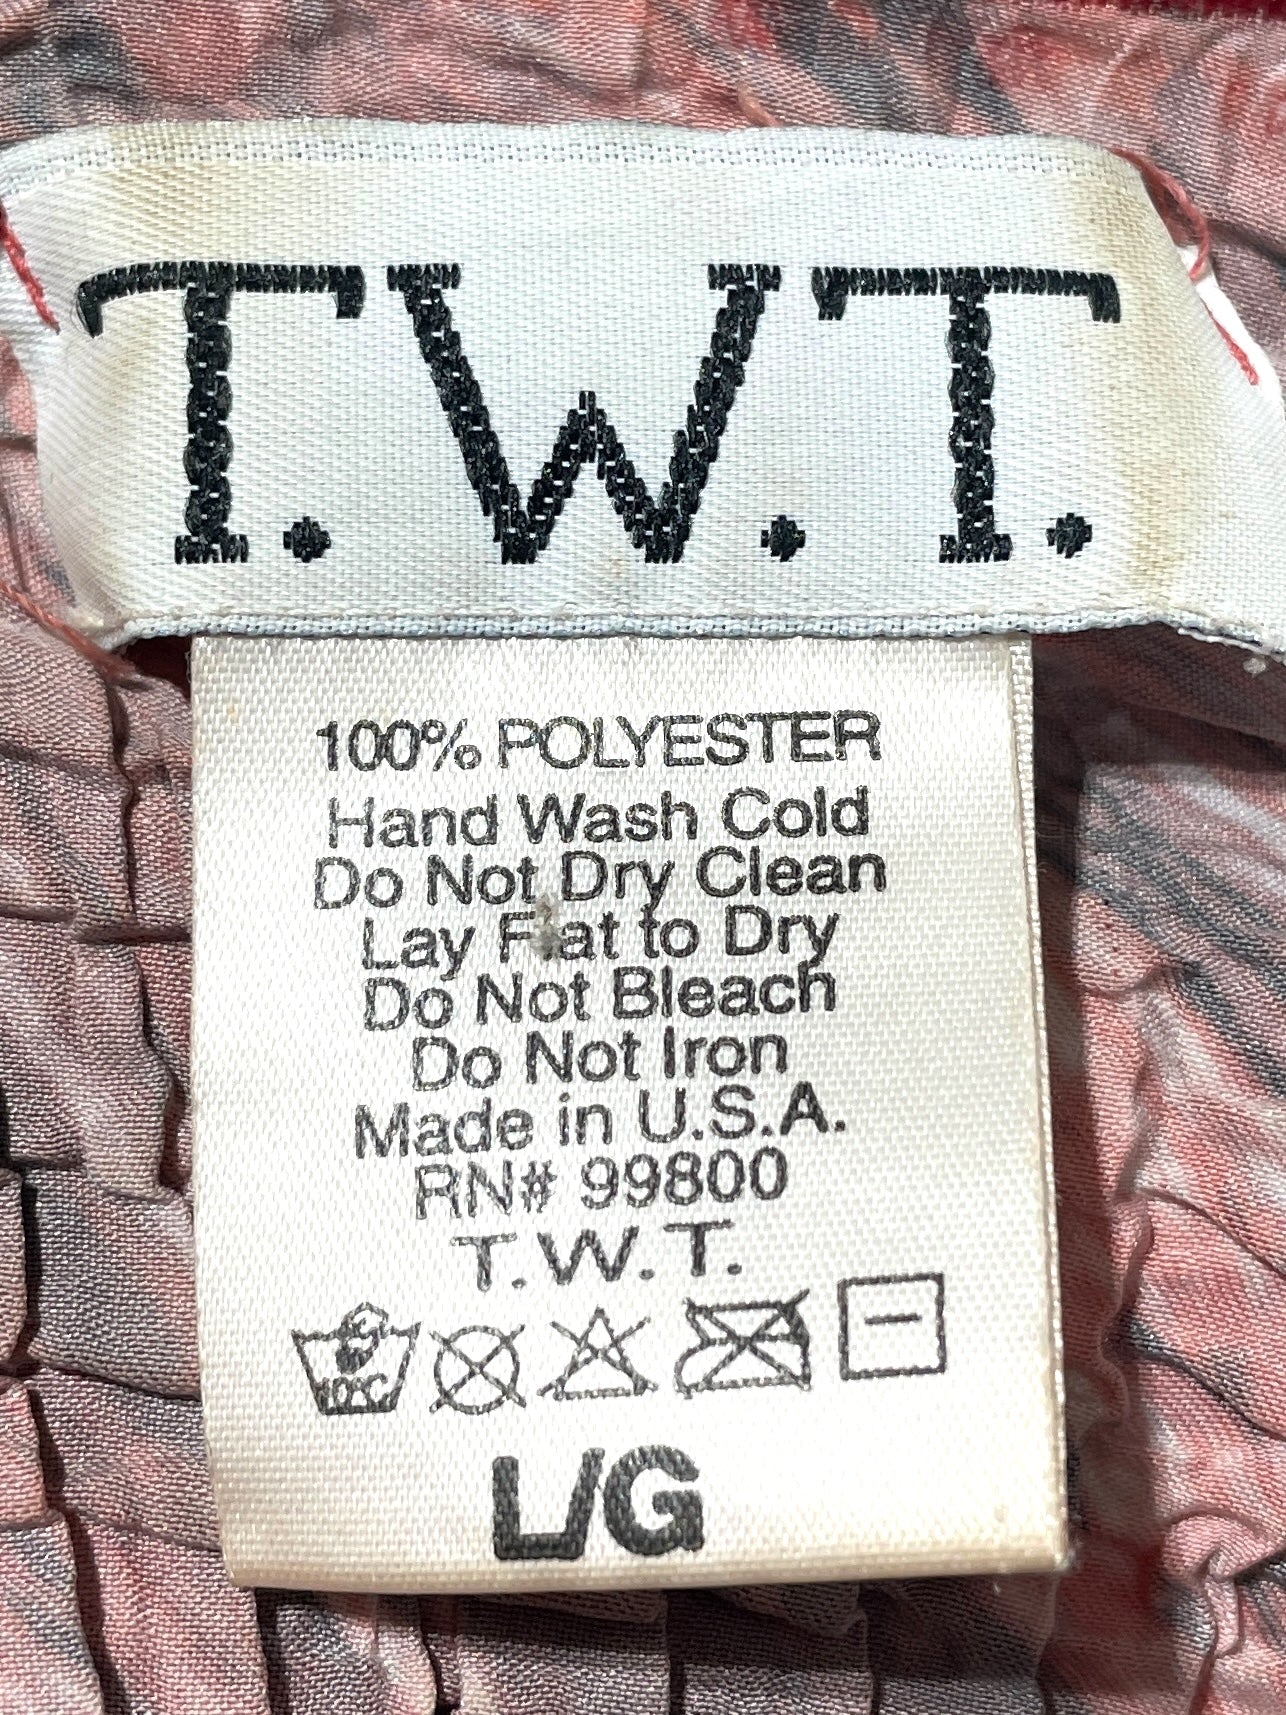 T.W.T.
100% POLYESTER
Hand Wash Cold
Do Not Dry Clean
Lay Flat to Dry
Do Not Bleach
Do Not Iron
Made in U.S.A.
RN# 99800
T.W.T.
L/G